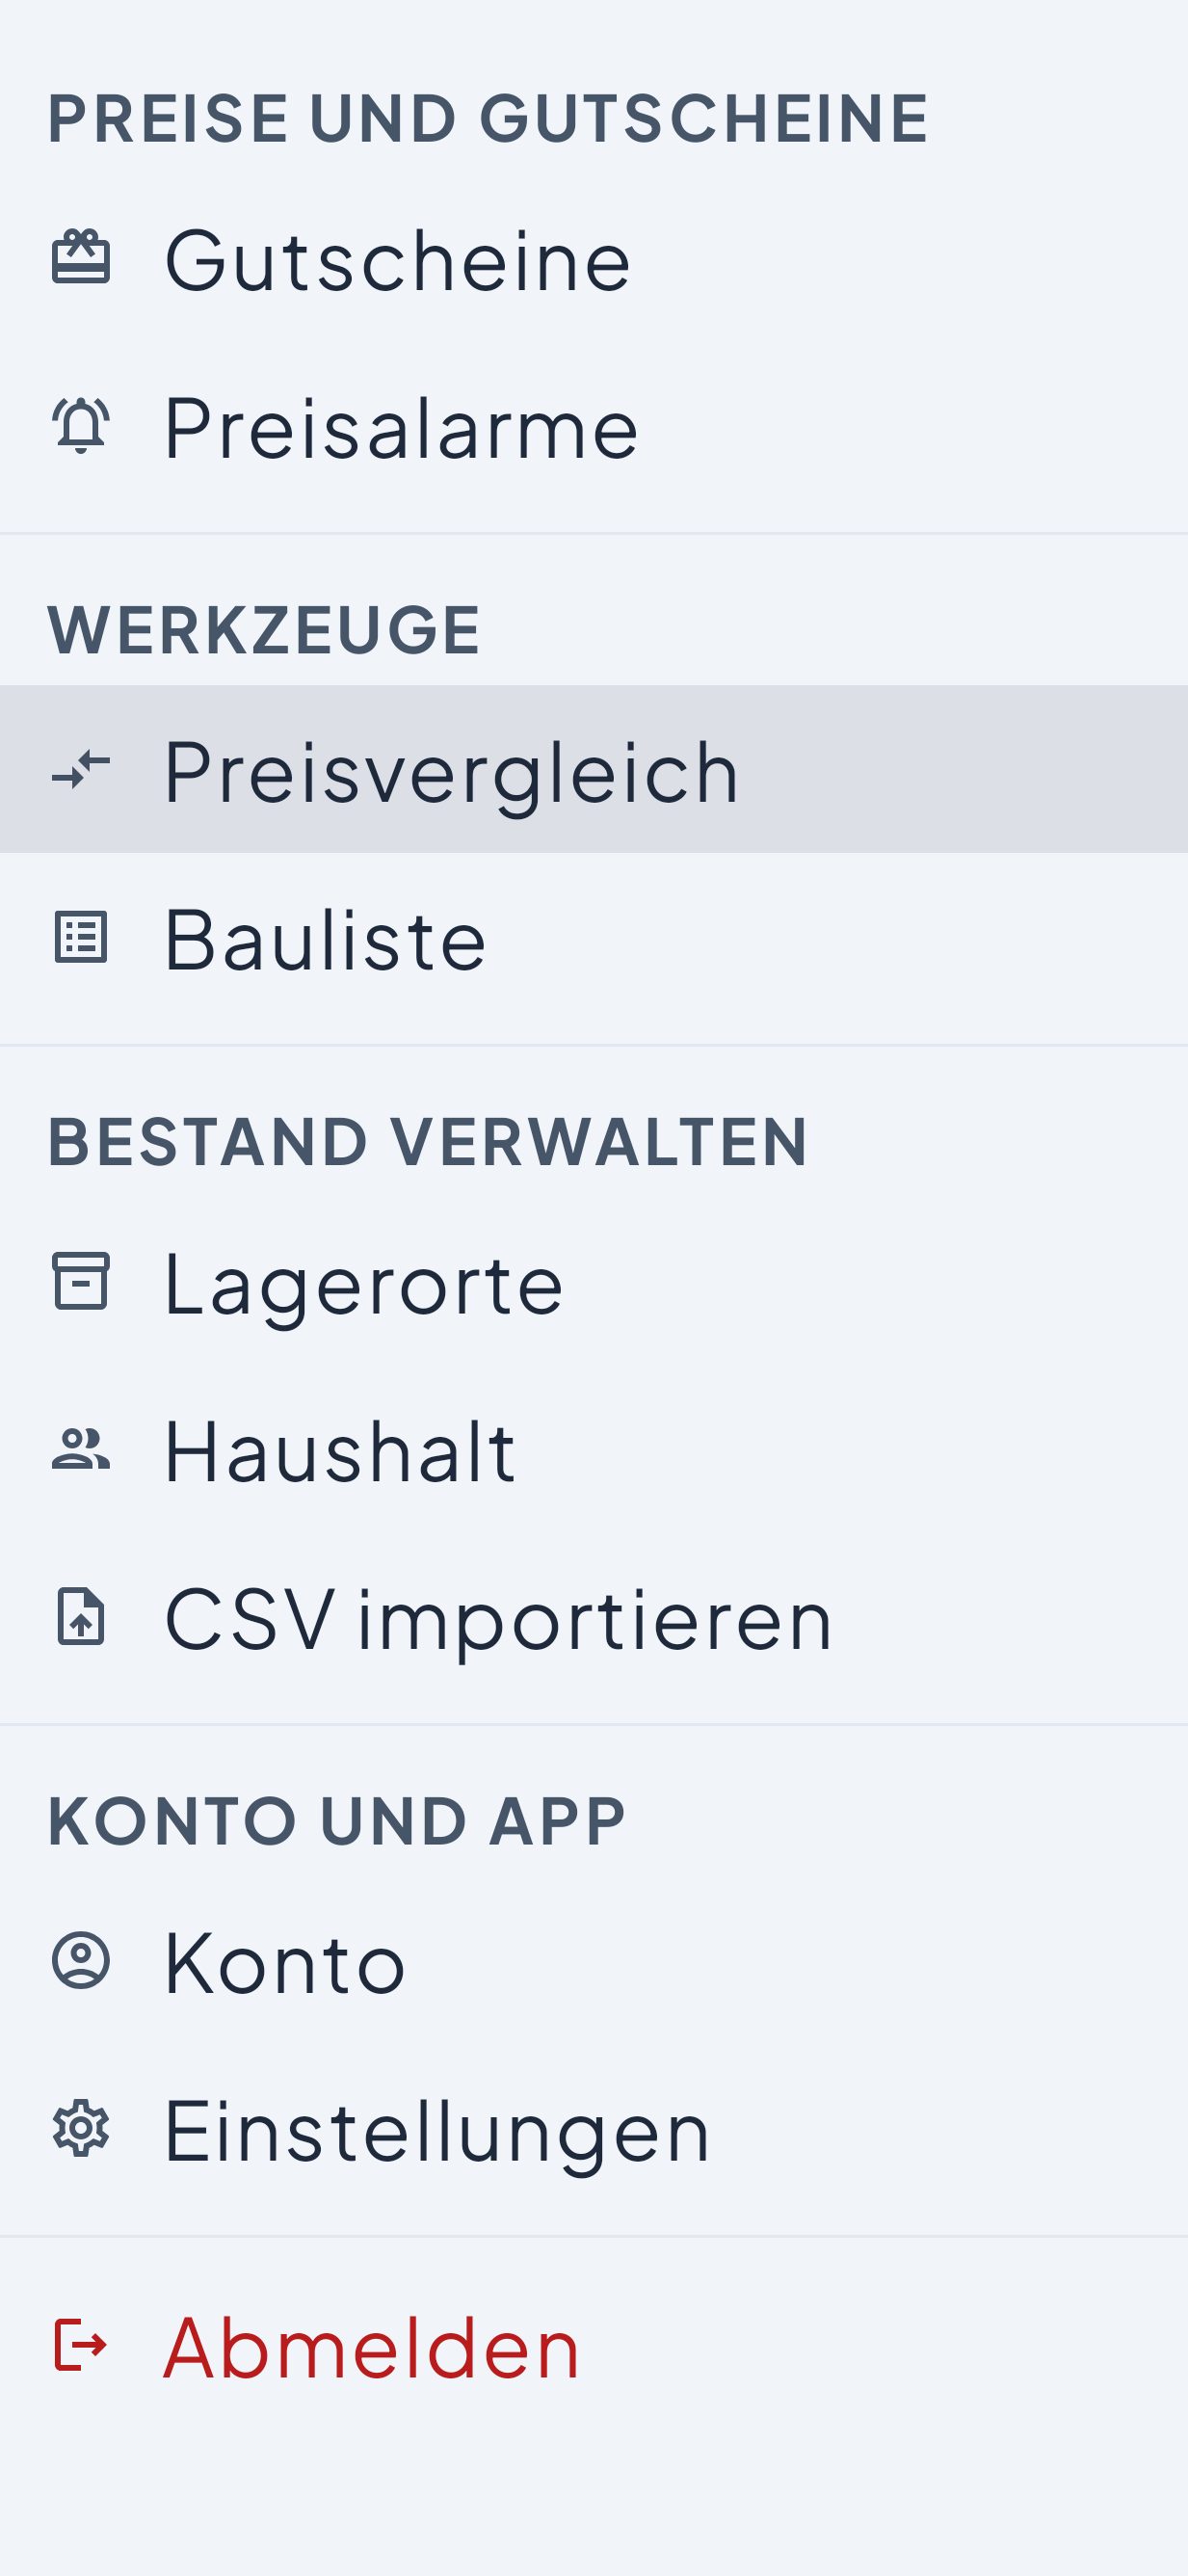 PREISE UND GUTSCHEINE
Gutscheine
Preisalarme
WERKZEUGE
Preisvergleich
Bauliste
BESTAND VERWALTEN
Lagerorte
Haushalt
CSV importieren
KONTO UND APP
Konto
Einstellungen
Abmelden